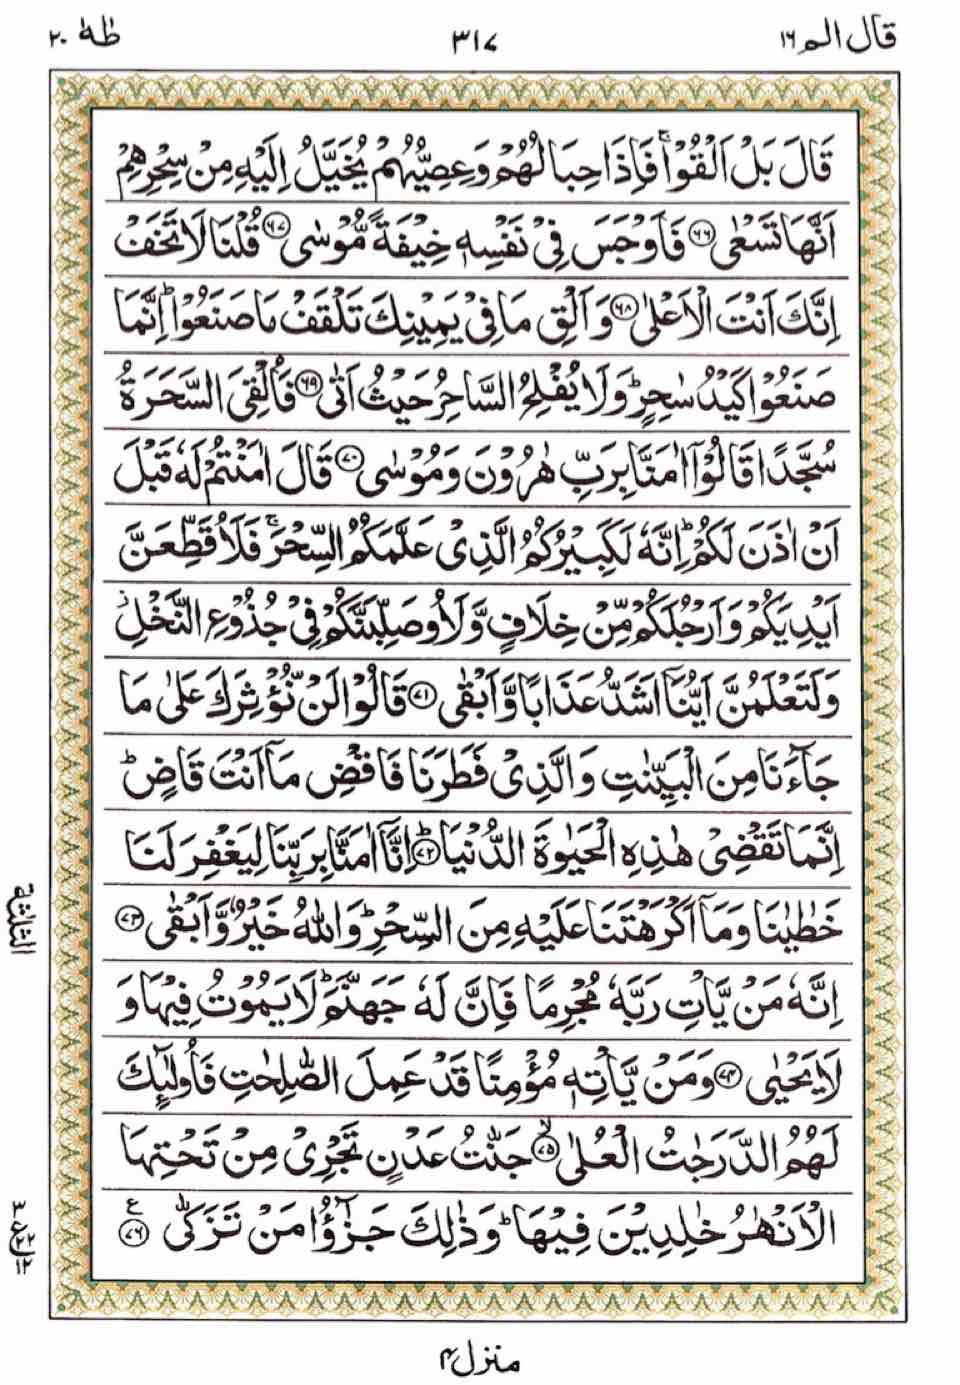 قال الم ١٦
٣١٧
طٰهٰ ٢٠
قَالَ بَلْ اَلْقُوْاۚ فَاِذَا حِبَالُهُمْ وَعِصِيُّهُمْ يُخَيَّلُ اِلَيْهِ مِنْ سِحْرِهِمْ
اَنَّهَا تَسْعٰى ﴿٦٦﴾ فَاَوْجَسَ فِيْ نَفْسِهٖ خِيْفَةً مُّوْسٰى ﴿٦٧﴾ قُلْنَا لَا تَخَفْ
اِنَّكَ اَنْتَ الْاَعْلٰى ﴿٦٨﴾ وَاَلْقِ مَا فِيْ يَمِيْنِكَ تَلْقَفْ مَا صَنَعُوْاؕ اِنَّمَا
صَنَعُوْا كَيْدُ سٰحِرٍؕ وَلَا يُفْلِحُ السَّاحِرُ حَيْثُ اَتٰى ﴿٦٩﴾ فَاُلْقِيَ السَّحَرَةُ
سُجَّدًا قَالُوْۤا اٰمَنَّا بِرَبِّ هٰرُوْنَ وَمُوْسٰى ﴿٧٠﴾ قَالَ اٰمَنْتُمْ لَهٗ قَبْلَ
اَنْ اٰذَنَ لَكُمْؕ اِنَّهٗ لَكَبِيْرُكُمُ الَّذِيْ عَلَّمَكُمُ السِّحْرَۚ فَلَاُقَطِّعَنَّ
اَيْدِيَكُمْ وَاَرْجُلَكُمْ مِّنْ خِلَافٍ وَّلَاُوصَلِّبَنَّكُمْ فِيْ جُذُوْعِ النَّخْلِؗ
وَلَتَعْلَمُنَّ اَيُّنَاۤ اَشَدُّ عَذَابًا وَّاَبْقٰى ﴿٧١﴾ قَالُوْا لَنْ نُّؤْثِرَكَ عَلٰى مَا
جَآءَنَا مِنَ الْبَيِّنٰتِ وَالَّذِيْ فَطَرَنَا فَاقْضِ مَاۤ اَنْتَ قَاضٍؕ
اِنَّمَا تَقْضِيْ هٰذِهِ الْحَيٰوةَ الدُّنْيَاؕ ﴿٧٢﴾ اِنَّاۤ اٰمَنَّا بِرَبِّنَا لِيَغْفِرَ لَنَا
خَطٰيٰنَا وَمَاۤ اَكْرَهْتَنَا عَلَيْهِ مِنَ السِّحْرِؕ وَاللّٰهُ خَيْرٌ وَّاَبْقٰى ﴿٧٣﴾
الثلثة
اِنَّهٗ مَنْ يَّاْتِ رَبَّهٗ مُجْرِمًا فَاِنَّ لَهٗ جَهَنَّمَؕ لَا يَمُوْتُ فِيْهَا وَ
لَا يَحْيٰى ﴿٧٤﴾ وَمَنْ يَّاْتِهٖ مُؤْمِنًا قَدْ عَمِلَ الصّٰلِحٰتِ فَاُولٰٓئِكَ
لَهُمُ الدَّرَجٰتُ الْعُلٰىۙ ﴿٧٥﴾ جَنّٰتُ عَدْنٍ تَجْرِيْ مِنْ تَحْتِهَا
الْاَنْهٰرُ خٰلِدِيْنَ فِيْهَاؕ وَذٰلِكَ جَزٰٓؤُا مَنْ تَزَكّٰى ﴿٧٦﴾ ع
منزل ٤